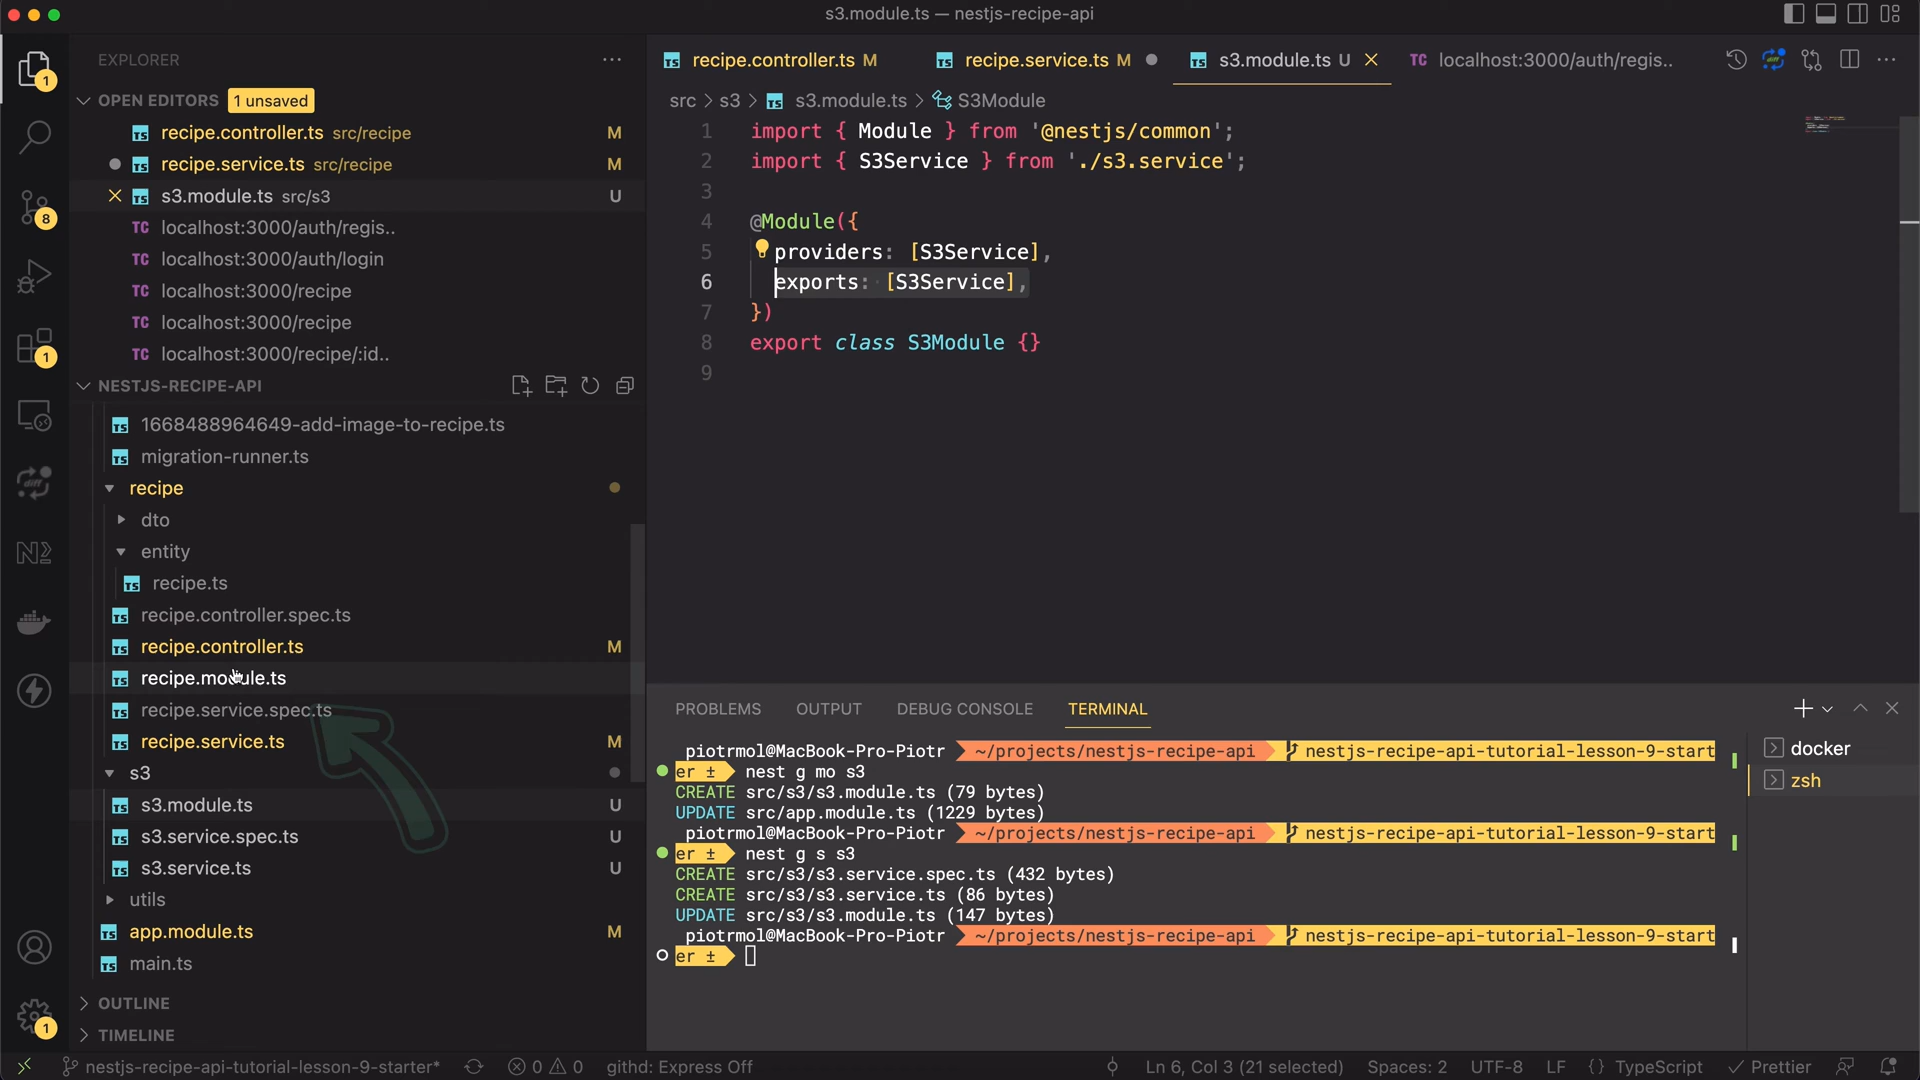 s3.module.ts — nestjs-recipe-api
EXPLORER
OPEN EDITORS 1 unsaved
recipe.controller.ts src/recipe M
recipe.service.ts src/recipe M
s3.module.ts src/s3 U
TC localhost:3000/auth/regis..
TC localhost:3000/auth/login
TC localhost:3000/recipe
TC localhost:3000/recipe
TC localhost:3000/recipe/:id..
NESTJS-RECIPE-API
1668488964649-add-image-to-recipe.ts
migration-runner.ts
recipe
dto
entity
recipe.ts
recipe.controller.spec.ts
recipe.controller.ts M
recipe.module.ts
recipe.service.spec.ts
recipe.service.ts M
s3
s3.module.ts U
s3.service.spec.ts U
s3.service.ts U
utils
app.module.ts M
main.ts
OUTLINE
TIMELINE
1
8
1
1
recipe.controller.ts M recipe.service.ts M s3.module.ts U TC localhost:3000/auth/regis..
src > s3 > s3.module.ts > S3Module
1 import { Module } from '@nestjs/common';
2 import { S3Service } from './s3.service';
3
4 @Module({
5 providers: [S3Service],
6 exports: [S3Service],
7 })
8 export class S3Module {}
9
PROBLEMS OUTPUT DEBUG CONSOLE TERMINAL
piotrmol@MacBook-Pro-Piotr ~/projects/nestjs-recipe-api nestjs-recipe-api-tutorial-lesson-9-start
er ± nest g mo s3
CREATE src/s3/s3.module.ts (79 bytes)
UPDATE src/app.module.ts (1229 bytes)
piotrmol@MacBook-Pro-Piotr ~/projects/nestjs-recipe-api nestjs-recipe-api-tutorial-lesson-9-start
er ± nest g s s3
CREATE src/s3/s3.service.spec.ts (432 bytes)
CREATE src/s3/s3.service.ts (86 bytes)
UPDATE src/s3/s3.module.ts (147 bytes)
piotrmol@MacBook-Pro-Piotr ~/projects/nestjs-recipe-api nestjs-recipe-api-tutorial-lesson-9-start
er ±
docker
zsh
nestjs-recipe-api-tutorial-lesson-9-starter* 0 0 githd: Express Off Ln 6, Col 3 (21 selected) Spaces: 2 UTF-8 LF {} TypeScript Prettier